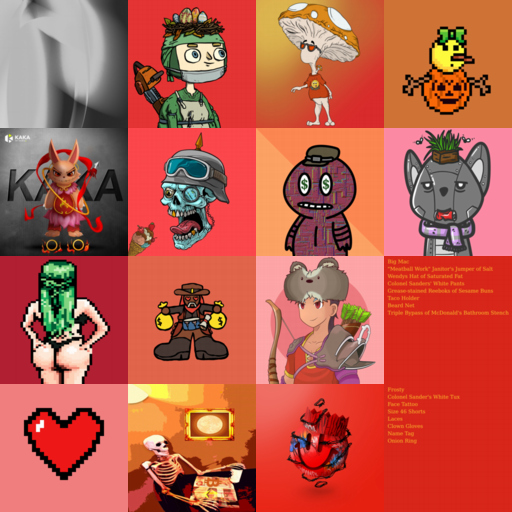 KAKA
KAKA
$ $
Big Mac
"Meatball Work" Janitor's Jumper of Salt
Wendys Hat of Saturated Fat
Colonel Sanders' White Pants
Grease-stained Reeboks of Sesame Buns
Taco Holder
Beard Net
Triple Bypass of McDonald's Bathroom Stench
Frosty
Colonel Sander's White Tux
Face Tattoo
Size 46 Shorts
Laces
Clown Gloves
Name Tag
Onion Ring